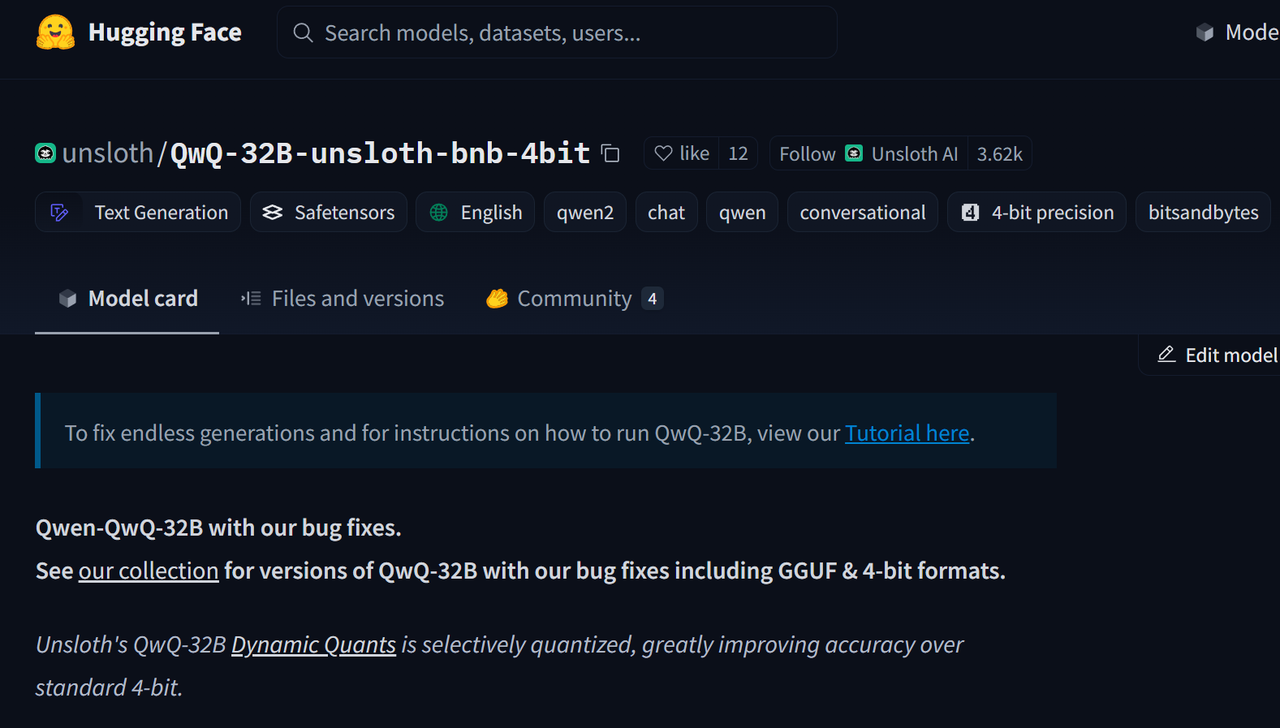 Hugging Face Search models, datasets, users... Mode
unsloth/QwQ-32B-unsloth-bnb-4bit like 12 Follow Unsloth AI 3.62k
Text Generation Safetensors English qwen2 chat qwen conversational 4 4-bit precision bitsandbytes
Model card Files and versions Community 4
Edit model
To fix endless generations and for instructions on how to run QwQ-32B, view our Tutorial here.
Qwen-QwQ-32B with our bug fixes.
See our collection for versions of QwQ-32B with our bug fixes including GGUF & 4-bit formats.
Unsloth's QwQ-32B Dynamic Quants is selectively quantized, greatly improving accuracy over
standard 4-bit.